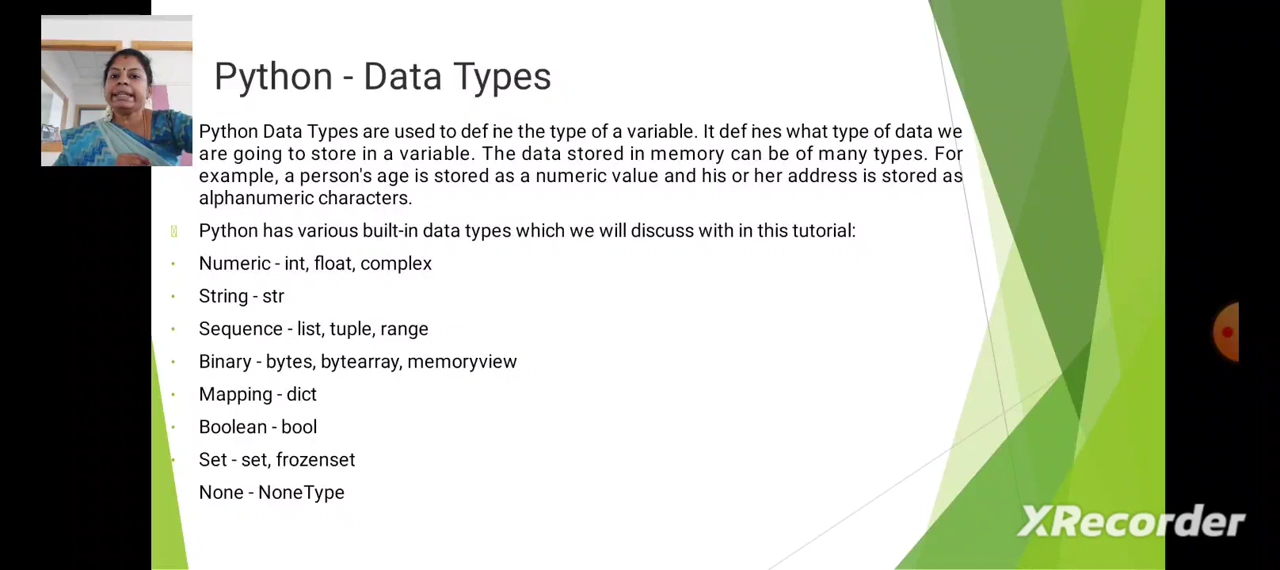 Python - Data Types
Python Data Types are used to def ne the type of a variable. It def nes what type of data we
are going to store in a variable. The data stored in memory can be of many types. For
example, a person's age is stored as a numeric value and his or her address is stored as
alphanumeric characters.
Python has various built-in data types which we will discuss with in this tutorial:
Numeric - int, float, complex
String - str
Sequence - list, tuple, range
Binary - bytes, bytearray, memoryview
Mapping - dict
Boolean - bool
Set - set, frozenset
None - NoneType
XRecorder